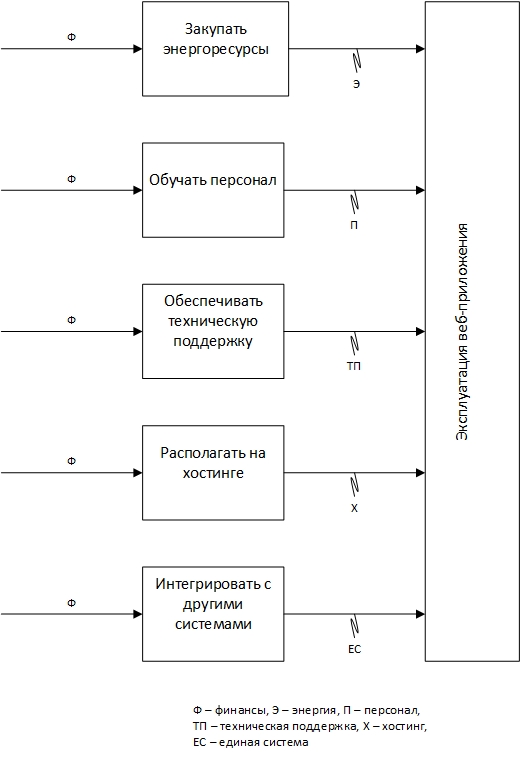 Ф
Закупать
энергоресурсы
Э
Ф
Обучать персонал
П
Ф
Обеспечивать
техническую
поддержку
ТП
Ф
Располагать на
хостинге
Х
Ф
Интегрировать с
другими
системами
ЕС
Эксплуатация веб-приложения
Ф – финансы, Э – энергия, П – персонал,
ТП – техническая поддержка, Х – хостинг,
ЕС – единая система